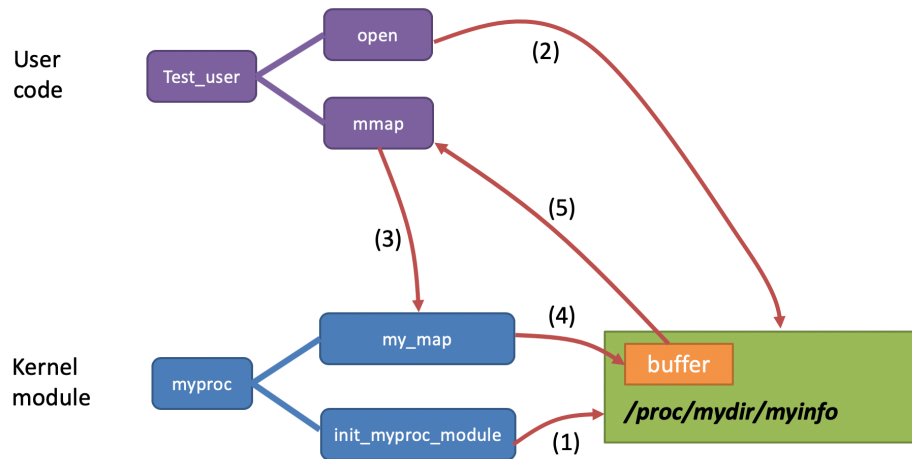 open
(2)
User
code
Test_user
mmap
(5)
(3)
my_map
(4)
buffer
Kernel
module
myproc
/proc/mydir/myinfo
init_myproc_module
(1)